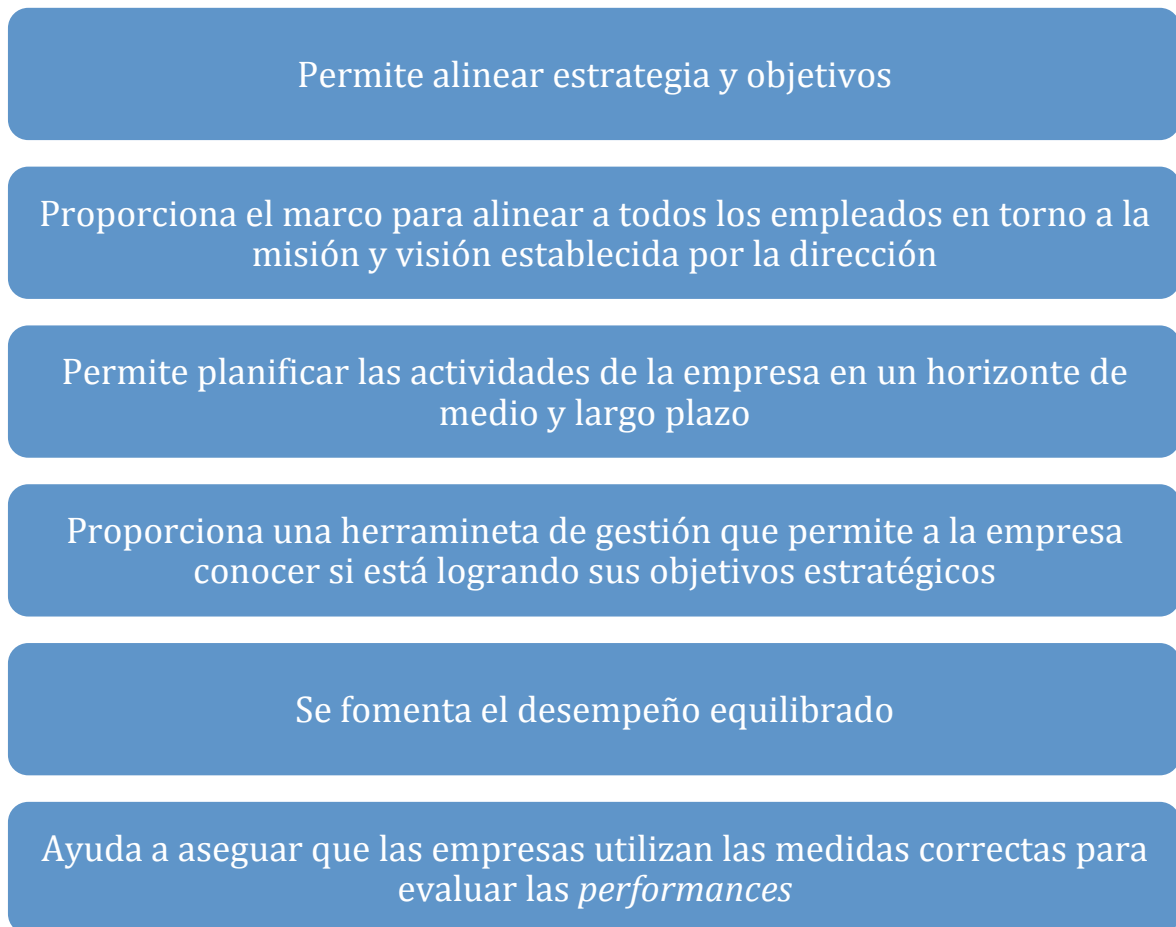 Permite alinear estrategia y objetivos
Proporciona el marco para alinear a todos los empleados en torno a la
misión y visión establecida por la dirección
Permite planificar las actividades de la empresa en un horizonte de
medio y largo plazo
Proporciona una herramineta de gestión que permite a la empresa
conocer si está logrando sus objetivos estratégicos
Se fomenta el desempeño equilibrado
Ayuda a aseguar que las empresas utilizan las medidas correctas para
evaluar las performances